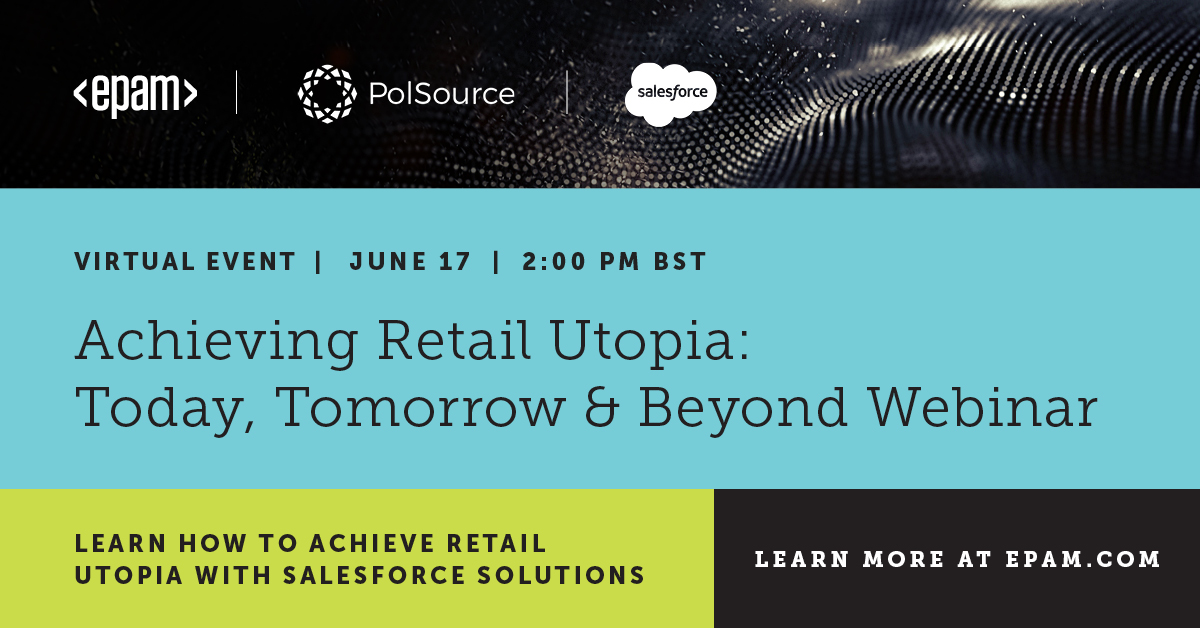 <epam> | PolSource | salesforce
VIRTUAL EVENT | JUNE 17 | 2:00 PM BST
Achieving Retail Utopia:
Today, Tomorrow & Beyond Webinar
LEARN HOW TO ACHIEVE RETAIL
UTOPIA WITH SALESFORCE SOLUTIONS
LEARN MORE AT EPAM.COM